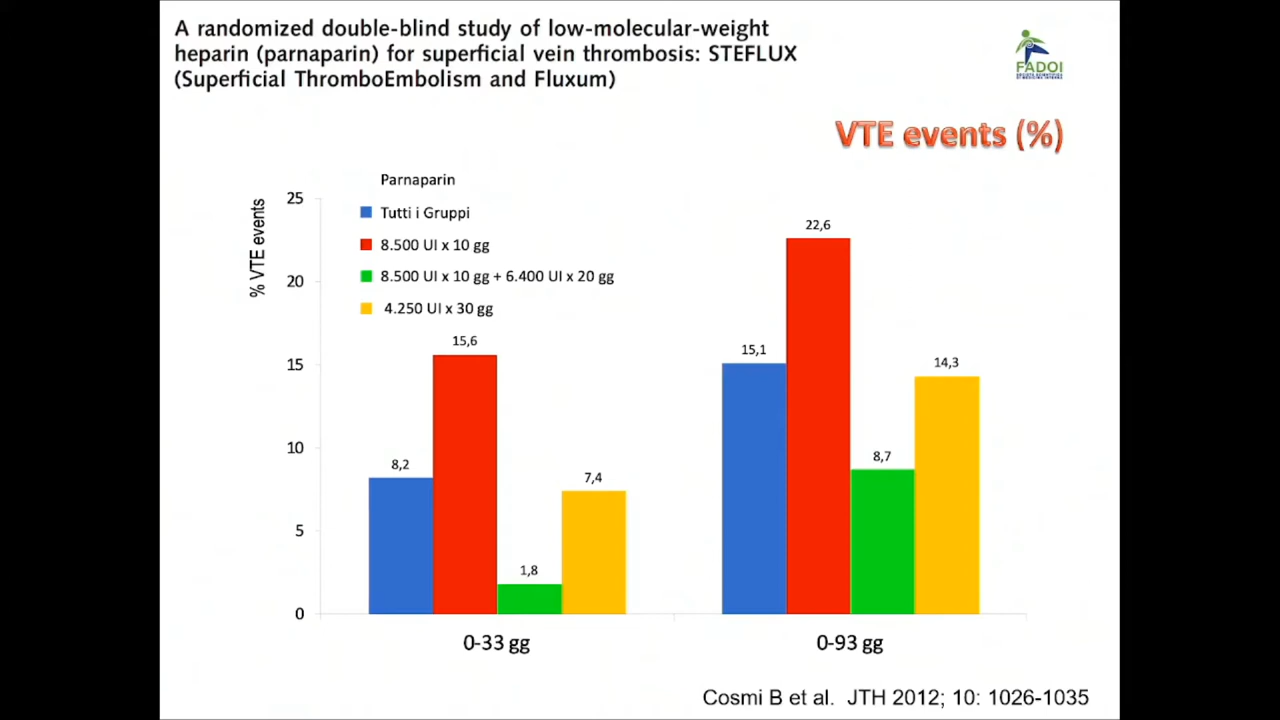 A randomized double-blind study of low-molecular-weight
heparin (parnaparin) for superficial vein thrombosis: STEFLUX
(Superficial ThromboEmbolism and Fluxum)
FADOI
VTE events (%)
% VTE events
Parnaparin
Tutti i Gruppi
8.500 UI x 10 gg
8.500 UI x 10 gg + 6.400 UI x 20 gg
4.250 UI x 30 gg
25
20
15
10
5
0
8,2
15,6
1,8
7,4
15,1
22,6
8,7
14,3
0-33 gg
0-93 gg
Cosmi B et al. JTH 2012; 10: 1026-1035